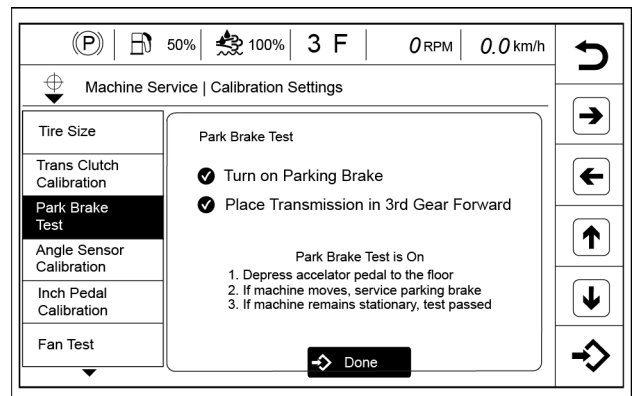 (P) 50% 100% 3 F 0 RPM 0.0 km/h
Machine Service | Calibration Settings
Tire Size
Trans Clutch
Calibration
Park Brake
Test
Angle Sensor
Calibration
Inch Pedal
Calibration
Fan Test
Park Brake Test
Turn on Parking Brake
Place Transmission in 3rd Gear Forward
Park Brake Test is On
1. Depress accelator pedal to the floor
2. If machine moves, service parking brake
3. If machine remains stationary, test passed
Done